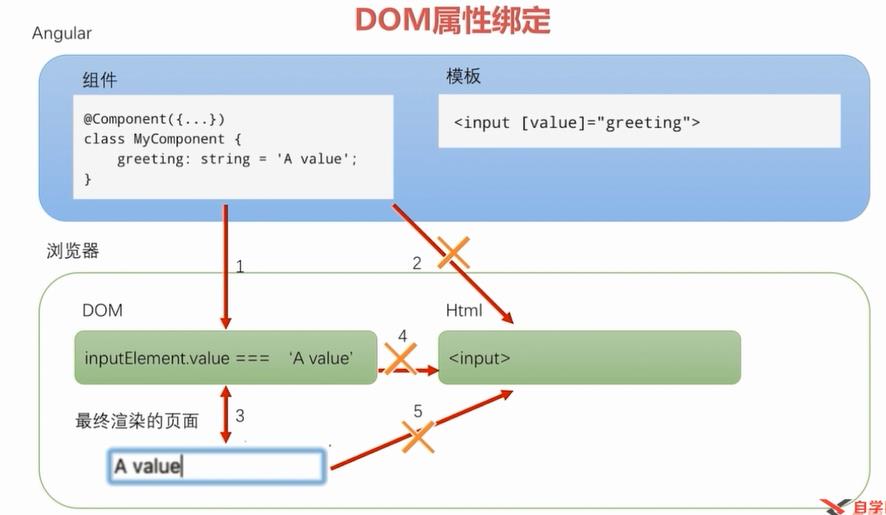 DOM属性绑定
Angular
组件
@Component({...})
class MyComponent {
    greeting: string = 'A value';
}
模板
<input [value]="greeting">
浏览器
1
2
DOM
Html
inputElement.value === ‘A value’
4
<input>
最终渲染的页面
3
5
A value
自学